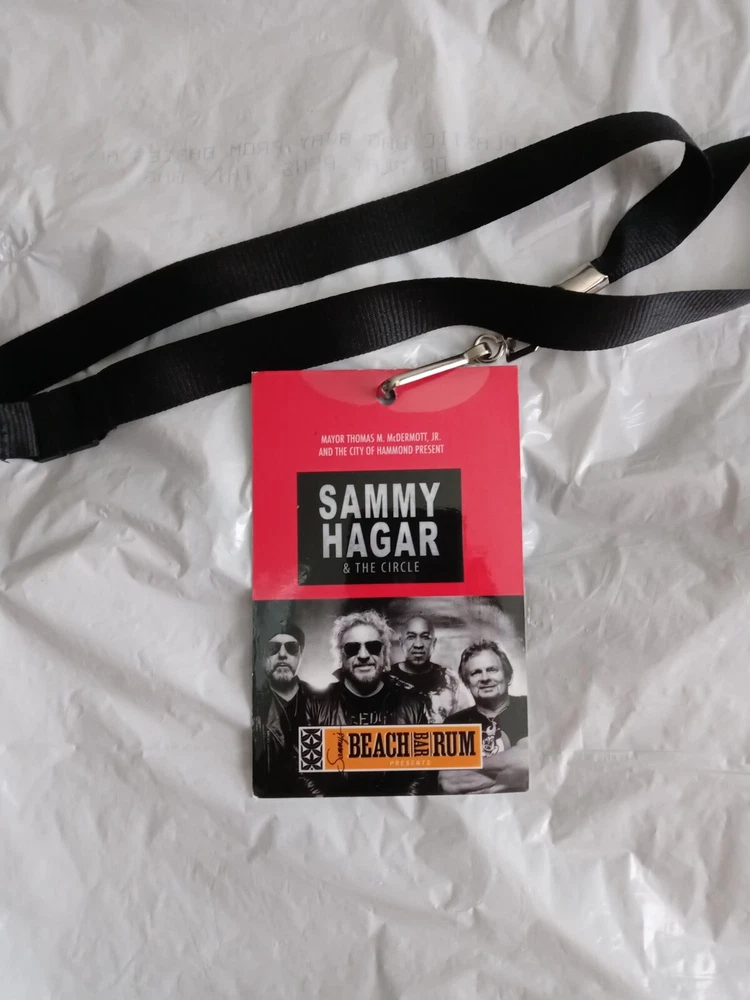 MAYOR THOMAS M. McDERMOTT, JR.
AND THE CITY OF HAMMOND PRESENT
SAMMY
HAGAR
& THE CIRCLE
Sammy's BEACH BAR RUM
PRESENTS